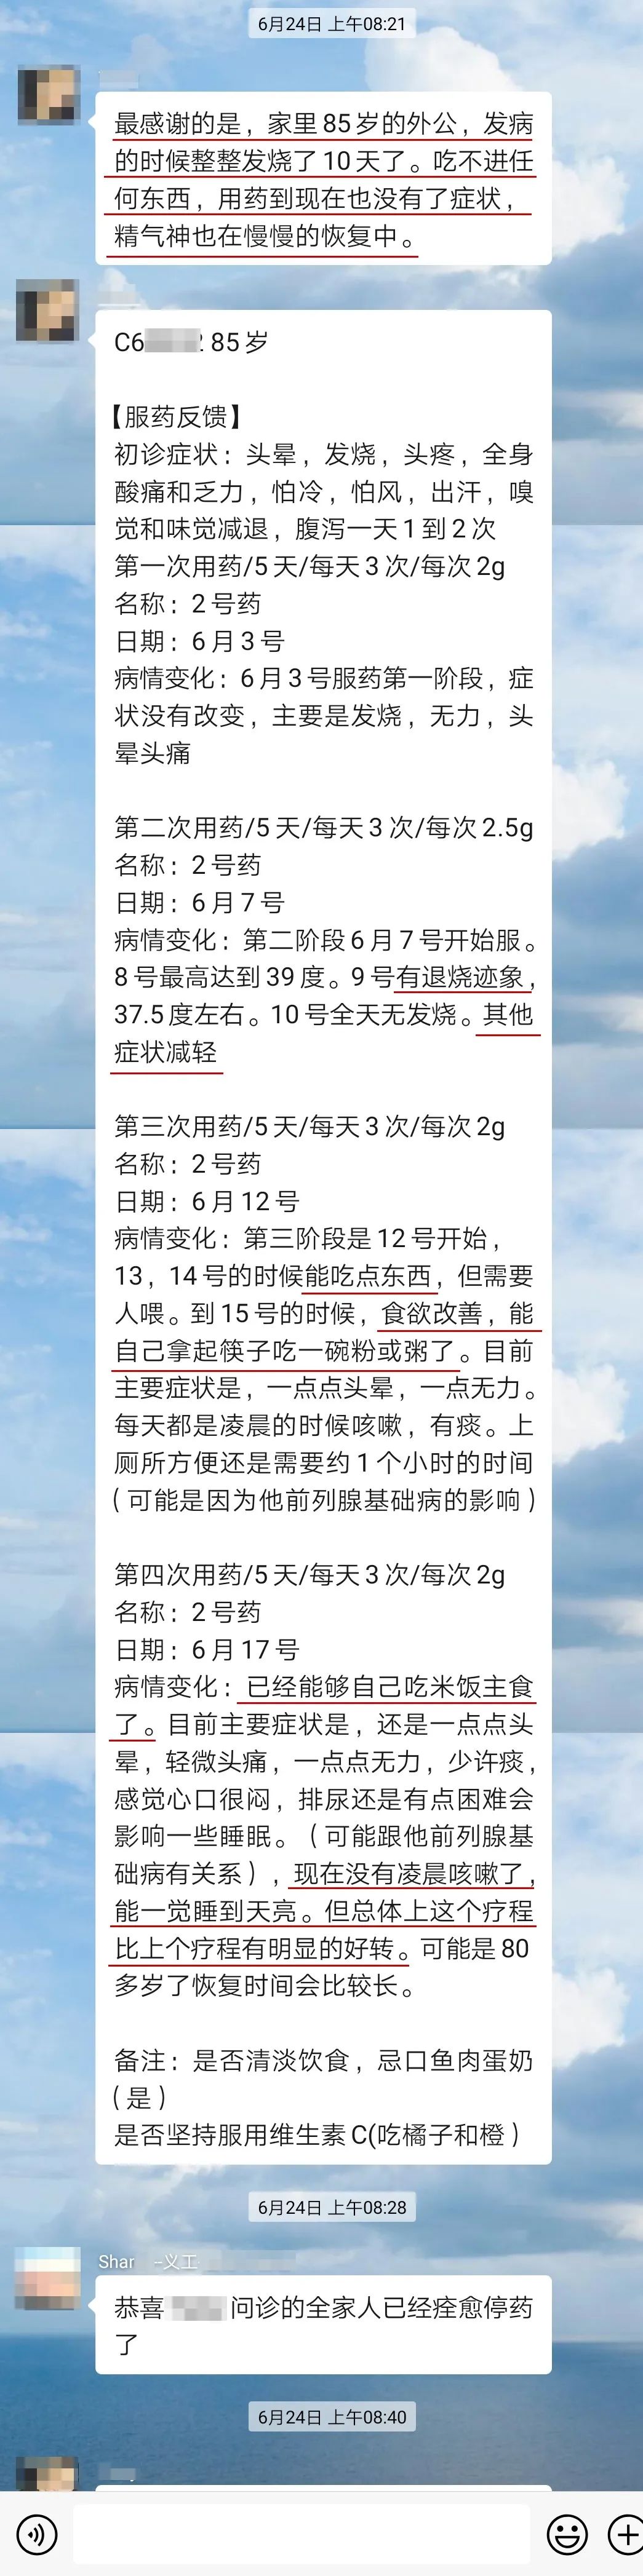 6月24日 上午08:21
最感谢的是，家里85岁的外公，发病
的时候整整发烧了10天了。吃不进任
何东西，用药到现在也没有了症状，
精气神也在慢慢的恢复中。
C6 85岁
【服药反馈】
初诊症状：头晕，发烧，头疼，全身
酸痛和乏力，怕冷，怕风，出汗，嗅
觉和味觉减退，腹泻一天1到2次
第一次用药/5天/每天3次/每次2g
名称：2号药
日期：6月3号
病情变化：6月3号服药第一阶段，症
状没有改变，主要是发烧，无力，头
晕头痛
第二次用药/5天/每天3次/每次2.5g
名称：2号药
日期：6月7号
病情变化：第二阶段6月7号开始服。
8号最高达到39度。9号有退烧迹象，
37.5度左右。10号全天无发烧。其他
症状减轻
第三次用药/5天/每天3次/每次2g
名称：2号药
日期：6月12号
病情变化：第三阶段是12号开始，
13，14号的时候能吃点东西，但需要
人喂。到15号的时候，食欲改善，能
自己拿起筷子吃一碗粉或粥了。目前
主要症状是，一点点头晕，一点无力。
每天都是凌晨的时候咳嗽，有痰。上
厕所方便还是需要约1个小时的时间
（可能是因为他前列腺基础病的影响）
第四次用药/5天/每天3次/每次2g
名称：2号药
日期：6月17号
病情变化：已经能够自己吃米饭主食
了。目前主要症状是，还是一点点头
晕，轻微头痛，一点点无力，少许痰，
感觉心口很闷，排尿还是有点困难会
影响一些睡眠。（可能跟他前列腺基
础病有关系），现在没有凌晨咳嗽了，
能一觉睡到天亮。但总体上这个疗程
比上个疗程有明显的好转。可能是80
多岁了恢复时间会比较长。
备注：是否清淡饮食，忌口鱼肉蛋奶
（是）
是否坚持服用维生素C(吃橘子和橙）
6月24日 上午08:28
Shar -义工
恭喜 问诊的全家人已经痊愈停药
了
6月24日 上午08:40